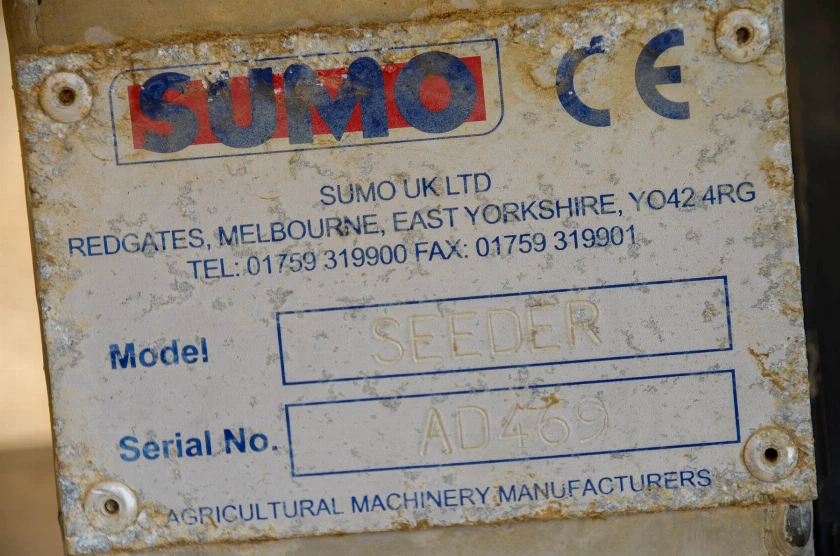 SUMO CE
SUMO UK LTD
REDGATES, MELBOURNE, EAST YORKSHIRE, YO42 4RG
TEL: 01759 319900 FAX: 01759 319901
Model SEEDER
Serial No. AD469
AGRICULTURAL MACHINERY MANUFACTURERS